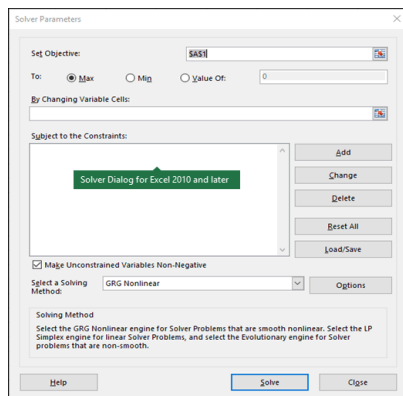 Solver Parameters
Set Objective: $A$1
To: Max Min Value Of: 0
By Changing Variable Cells:
Subject to the Constraints:
Add
Solver Dialog for Excel 2010 and later
Change
Delete
Reset All
Load/Save
Make Unconstrained Variables Non-Negative
Select a Solving
Method:
GRG Nonlinear
Options
Solving Method
Select the GRG Nonlinear engine for Solver Problems that are smooth nonlinear. Select the LP
Simplex engine for linear Solver Problems, and select the Evolutionary engine for Solver
problems that are non-smooth.
Help Solve Close